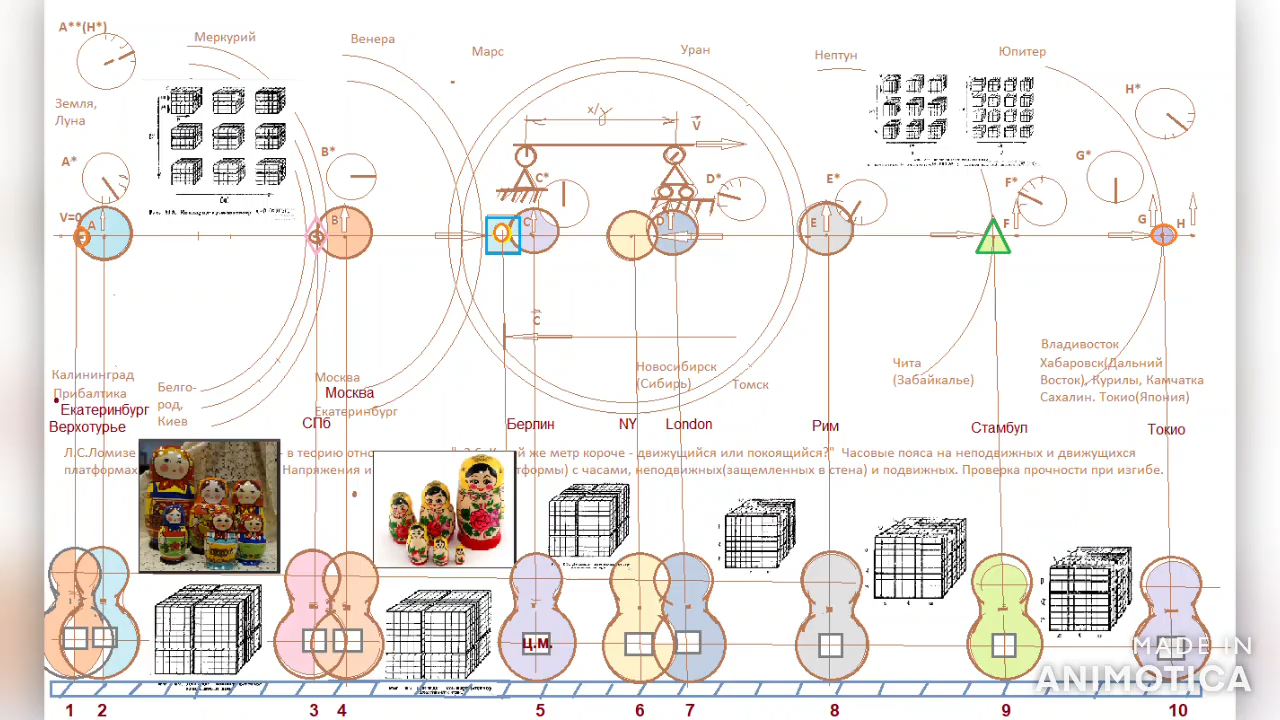 A**(H*)
Меркурий
Венера
Марс
Уран
Нептун
Юпитер
Земля,
Луна
x/y
V
H*
A*
B*
C*
D*
E*
F*
G*
V=0
A
B
C
D
E
F
G
H
C
Калининград
Прибалтика
Екатеринбург
Верхотурье
Белго-
род,
Киев
Москва
Москва
Екатеринбург
СПб
Берлин
Новосибирск
(Сибирь)
Томск
NY
London
Рим
Чита
(Забайкалье)
Стамбул
Владивосток
Хабаровск(Дальний
Восток), Курилы, Камчатка
Сахалин. Токио(Япония)
Токио
Л.С.Ломизе в теорию же метр короче - движущийся или покоящийся?" Часовые пояса на неподвижных и движущихся
платформах Напряжения и с часами, неподвижных(защемленных в стена) и подвижных. Проверка прочности при изгибе.
Ц.М.
MADE IN
ANIMOTICA
1 2 3 4 5 6 7 8 9 10